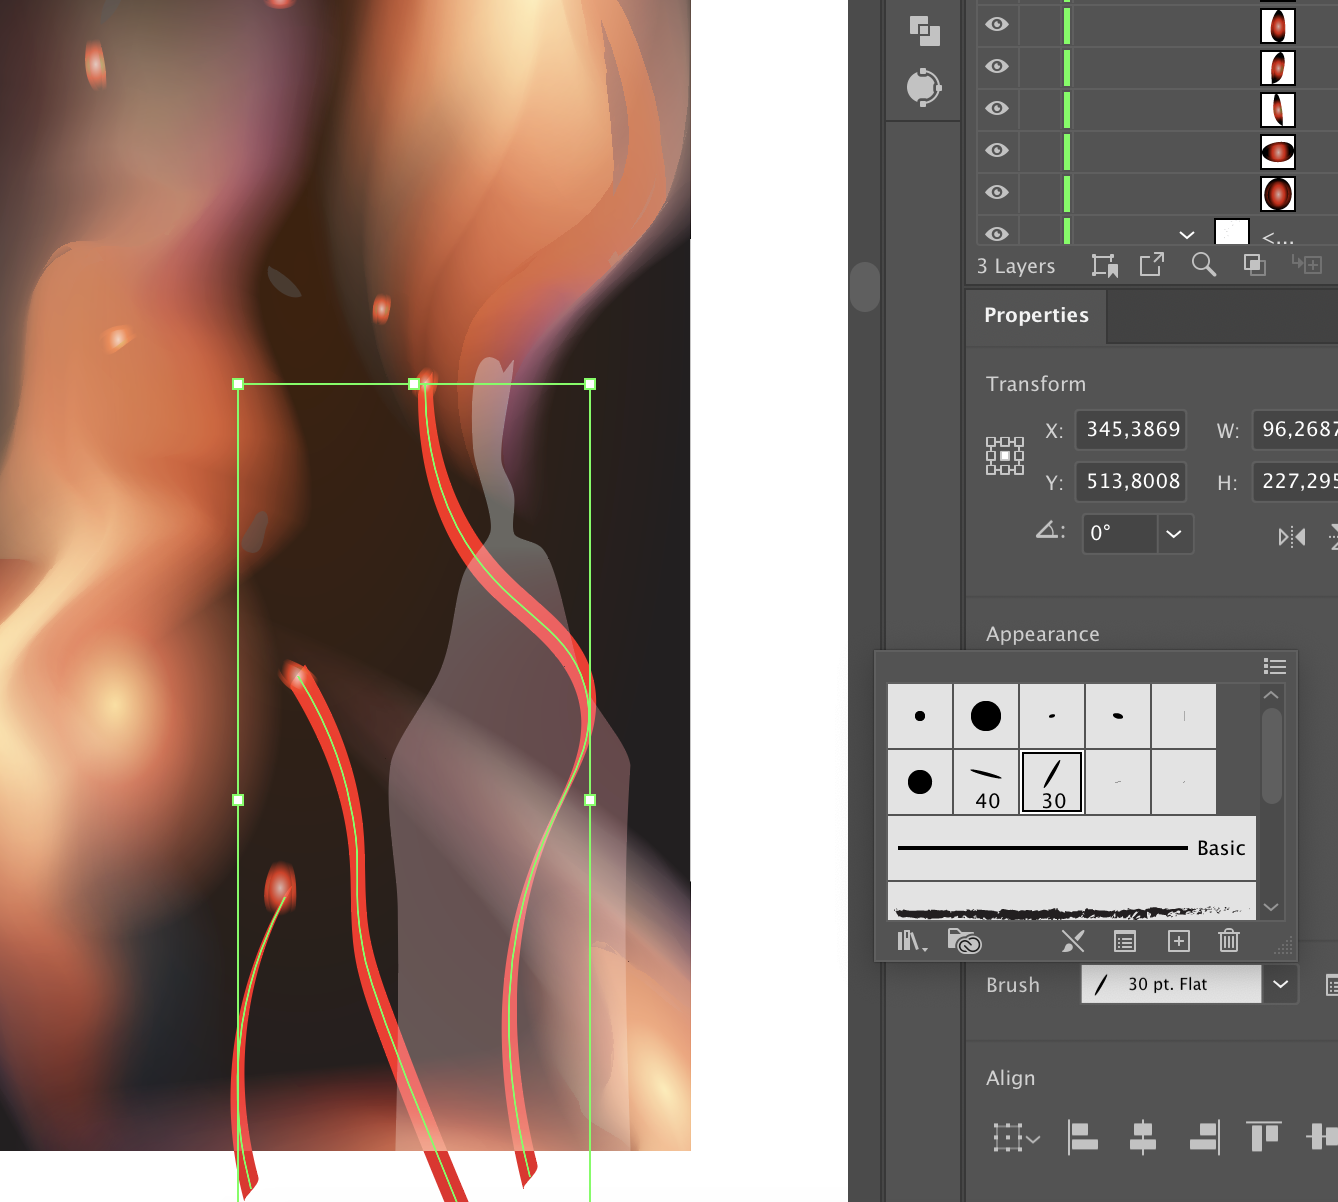 <...
3 Layers
Properties
Transform
X: 345,3869 W: 96,2687
Y: 513,8008 H: 227,295
: 0°
Appearance
40 30
Basic
Brush 30 pt. Flat
Align